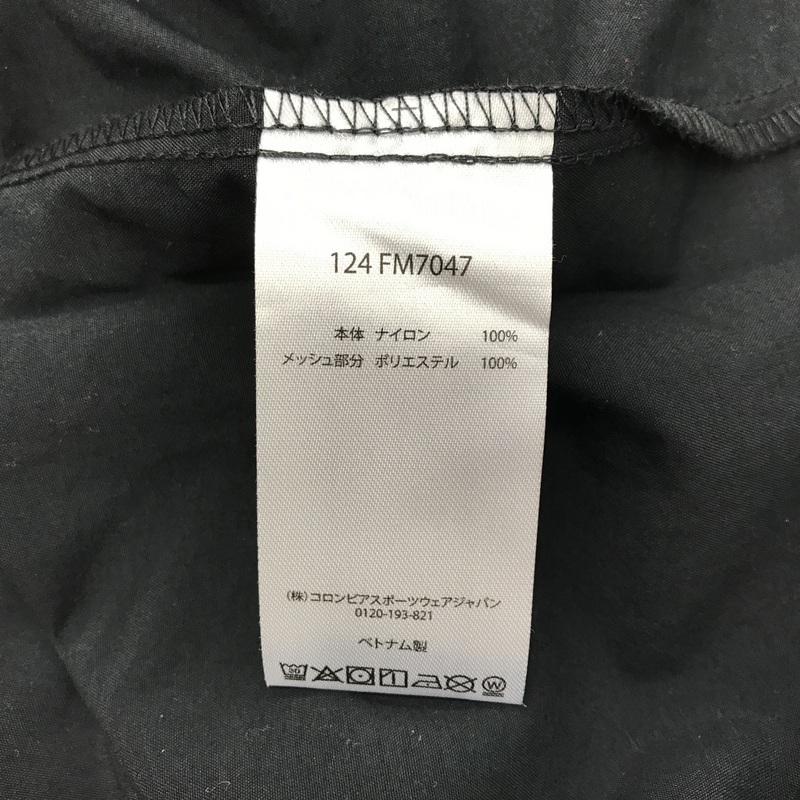 124 FM7047
本体 ナイロン 100%
メッシュ部分 ポリエステル 100%
(株)コロンビアスポーツウェアジャパン
0120-193-821
ベトナム製
30 W